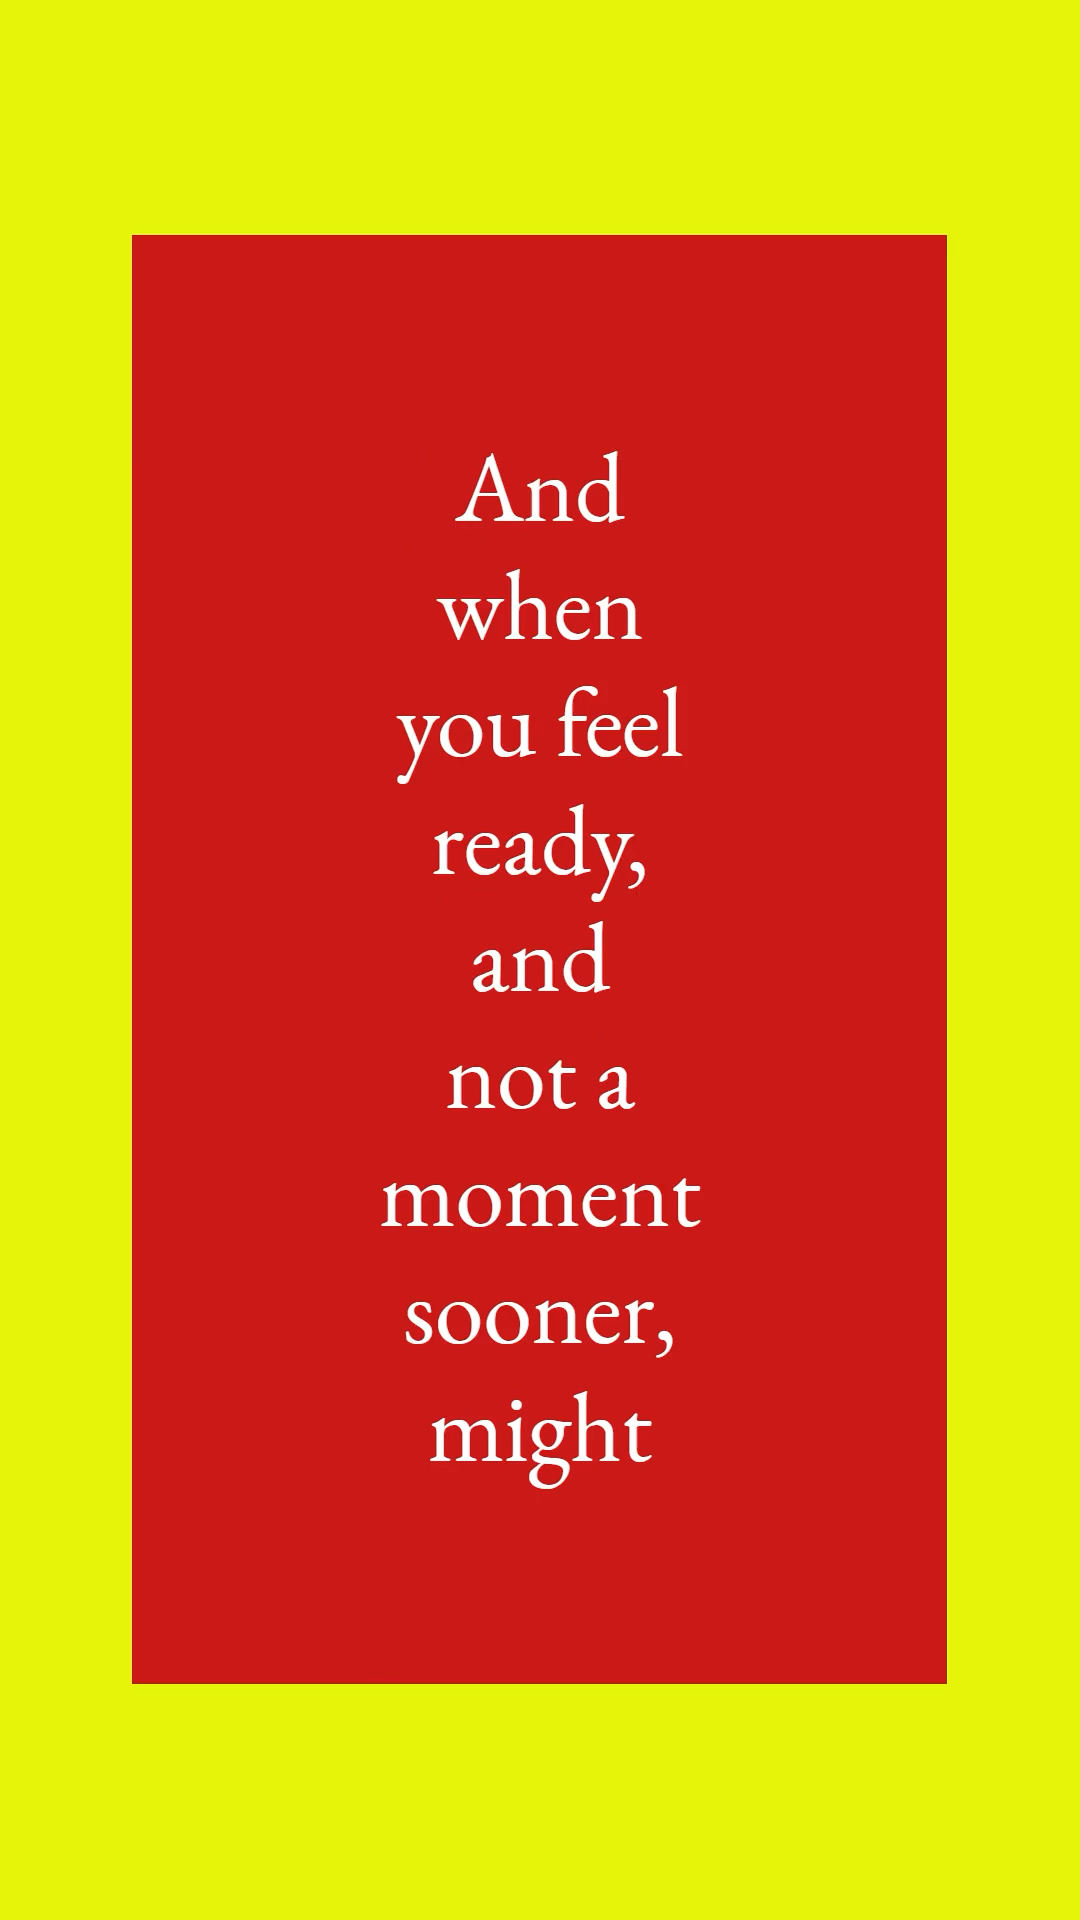 And
when
you feel
ready,
and
not a
moment
sooner,
might